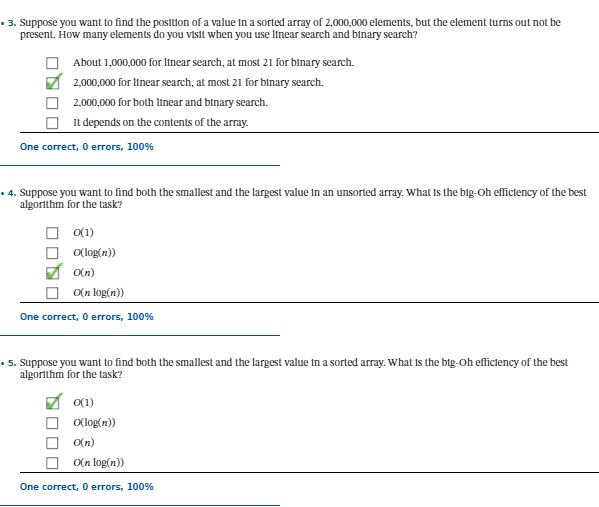 • 3. Suppose you want to find the position of a value in a sorted array of 2,000,000 elements, but the element turns out not be
present. How many elements do you visit when you use linear search and binary search?
About 1,000,000 for linear search, at most 21 for binary search.
2,000,000 for linear search, at most 21 for binary search.
2,000,000 for both linear and binary search.
It depends on the contents of the array.
One correct, 0 errors, 100%
• 4. Suppose you want to find both the smallest and the largest value in an unsorted array. What is the big-Oh efficiency of the best
algorithm for the task?
O(1)
O(log(n))
O(n)
O(n log(n))
One correct, 0 errors, 100%
• 5. Suppose you want to find both the smallest and the largest value in a sorted array. What is the big-Oh efficiency of the best
algorithm for the task?
O(1)
O(log(n))
O(n)
O(n log(n))
One correct, 0 errors, 100%